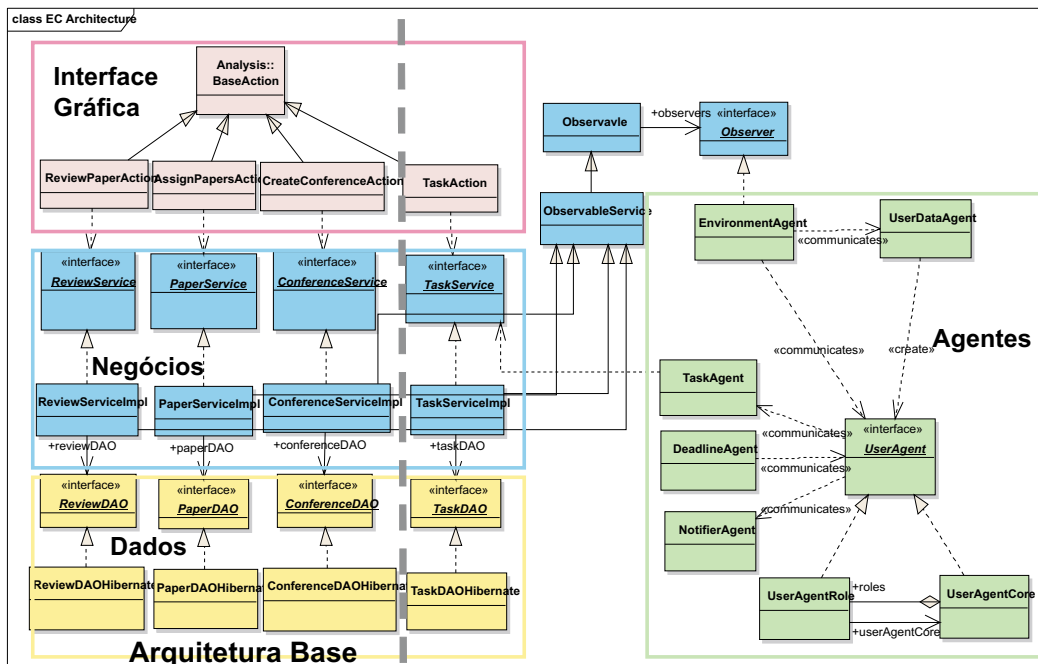 class EC Architecture
Interface
Gráfica
Analysis::
BaseAction
ReviewPaperAction
AssignPapersActi
CreateConferenceAction
TaskAction
Observavle
+observers
«interface»
Observer
ObservableService
EnvironmentAgent
UserDataAgent
«communicates»
«interface»
ReviewService
«interface»
PaperService
«interface»
ConferenceService
«interface»
TaskService
«communicates»
«create»
Agentes
Negócios
ReviewServiceImpl
PaperServiceImpl
ConferenceServiceImpl
TaskServiceImpl
+reviewDAO
+paperDAO
+conferenceDAO
+taskDAO
TaskAgent
«communicates»
DeadlineAgent
«communicates»
«interface»
UserAgent
NotifierAgent
«communicates»
«interface»
ReviewDAO
«interface»
PaperDAO
«interface»
ConferenceDAO
«interface»
TaskDAO
Dados
ReviewDAOHibernate
PaperDAOHibernate
ConferenceDAOHibernat
TaskDAOHibernate
UserAgentRole
+roles
+userAgentCore
UserAgentCore
Arquitetura Base